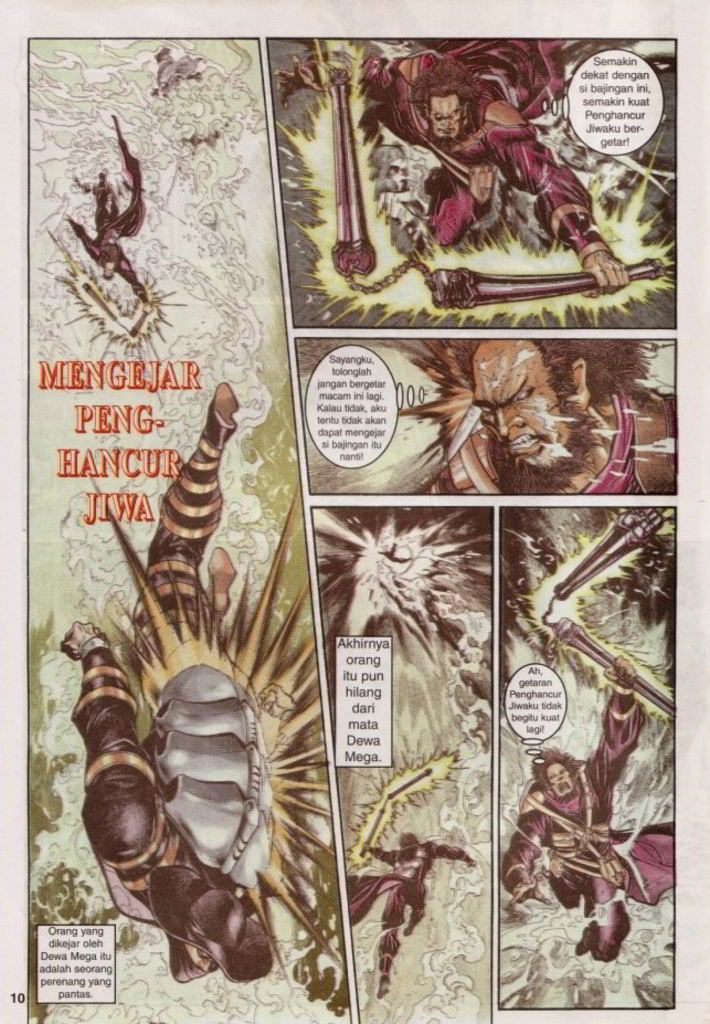 MENGEJAR
PENG-
HANCUR
JIWA
Orang yang
dikejar oleh
Dewa Mega itu
adalah seorang
perenang yang
pantas.
Semakin
dekat dengan
si bajingan ini,
semakin kuat
Penghancur
Jiwaku ber-
getar!
Sayangku,
tolonglah
jangan bergetar
macam ini lagi.
Kalau tidak, aku
tentu tidak akan
dapat mengejar
si bajingan itu
nanti!
Akhirnya
orang
itu pun
hilang
dari
mata
Dewa
Mega.
Ah,
getaran
Penghancur
Jiwaku tidak
begitu kuat
lagi!
10